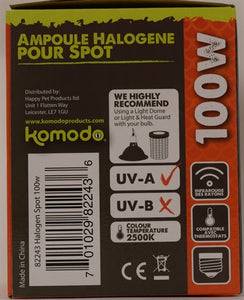 AMPOULE HALOGENE
POUR SPOT
100W
Distributed by:
Happy Pet Products ltd
Unit 1 Flatten Way
Leicester, LE7 1GU
www.komodoproducts.com
komodo
WE HIGHLY
RECOMMEND
Using a Light Dome
or Light & Heat Guard
with your bulb.
UV-A
UV-B
COLOUR
TEMPERATURE
2500K
INFRAROUGE
DES RAYONS
COMPATIBLE
AVEC
THERMOSTATS
82243 Halogen Spot 100w
7 01029 82243 6
Made in China
CE